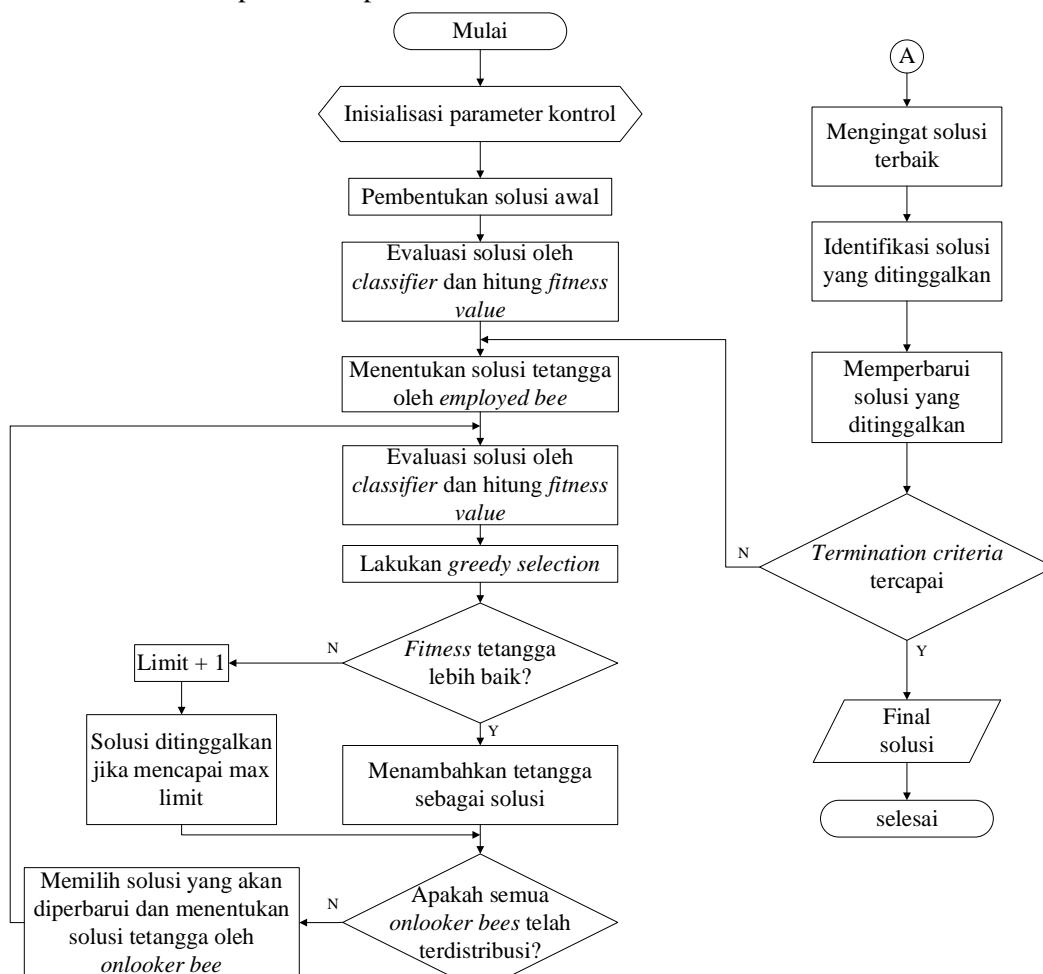 Mulai
Inisialisasi parameter kontrol
Pembentukan solusi awal
Evaluasi solusi oleh
classifier dan hitung fitness
value
Menentukan solusi tetangga
oleh employed bee
Evaluasi solusi oleh
classifier dan hitung fitness
value
Lakukan greedy selection
Fitness tetangga
lebih baik?
N
Y
Limit + 1
Solusi ditinggalkan
jika mencapai max
limit
Menambahkan tetangga
sebagai solusi
Apakah semua
onlooker bees telah
terdistribusi?
N
Memilih solusi yang akan
diperbarui dan menentukan
solusi tetangga oleh
onlooker bee
A
Mengingat solusi
terbaik
Identifikasi solusi
yang ditinggalkan
Memperbarui
solusi yang
ditinggalkan
Termination criteria
tercapai
N
Y
Final
solusi
selesai